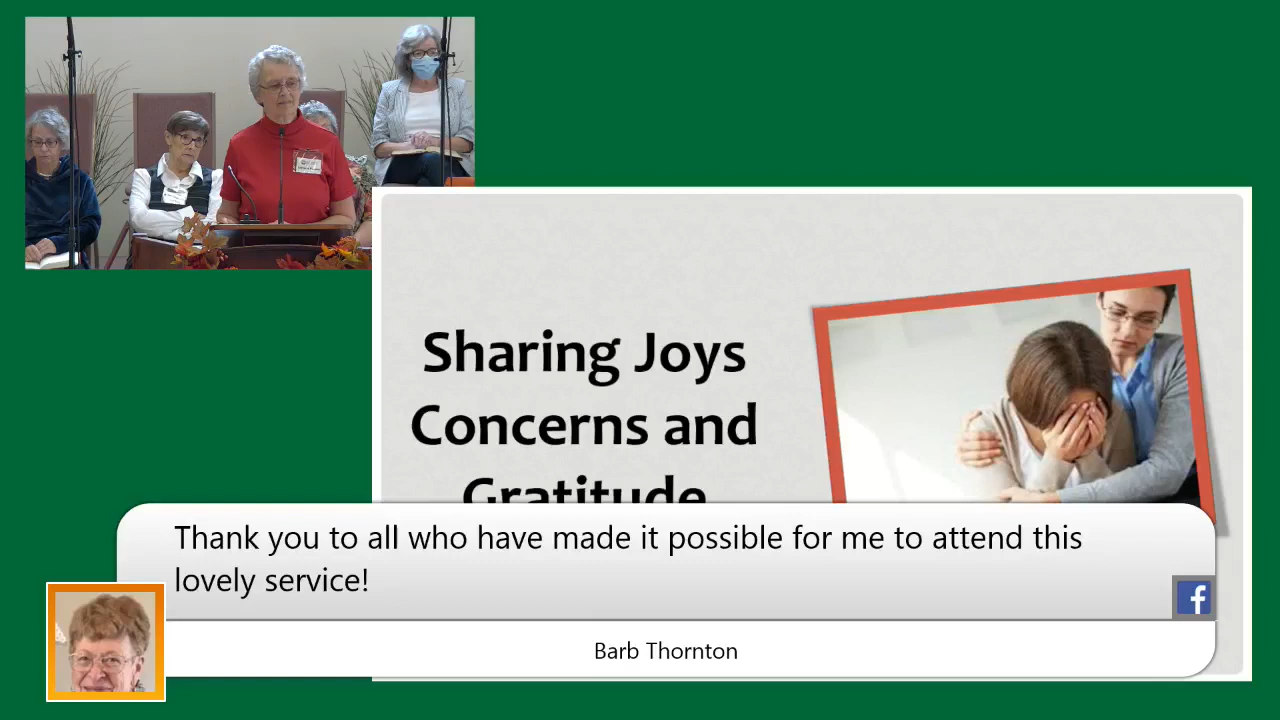 Sharing Joys
Concerns and
Gratitude
Thank you to all who have made it possible for me to attend this
lovely service!
f
Barb Thornton